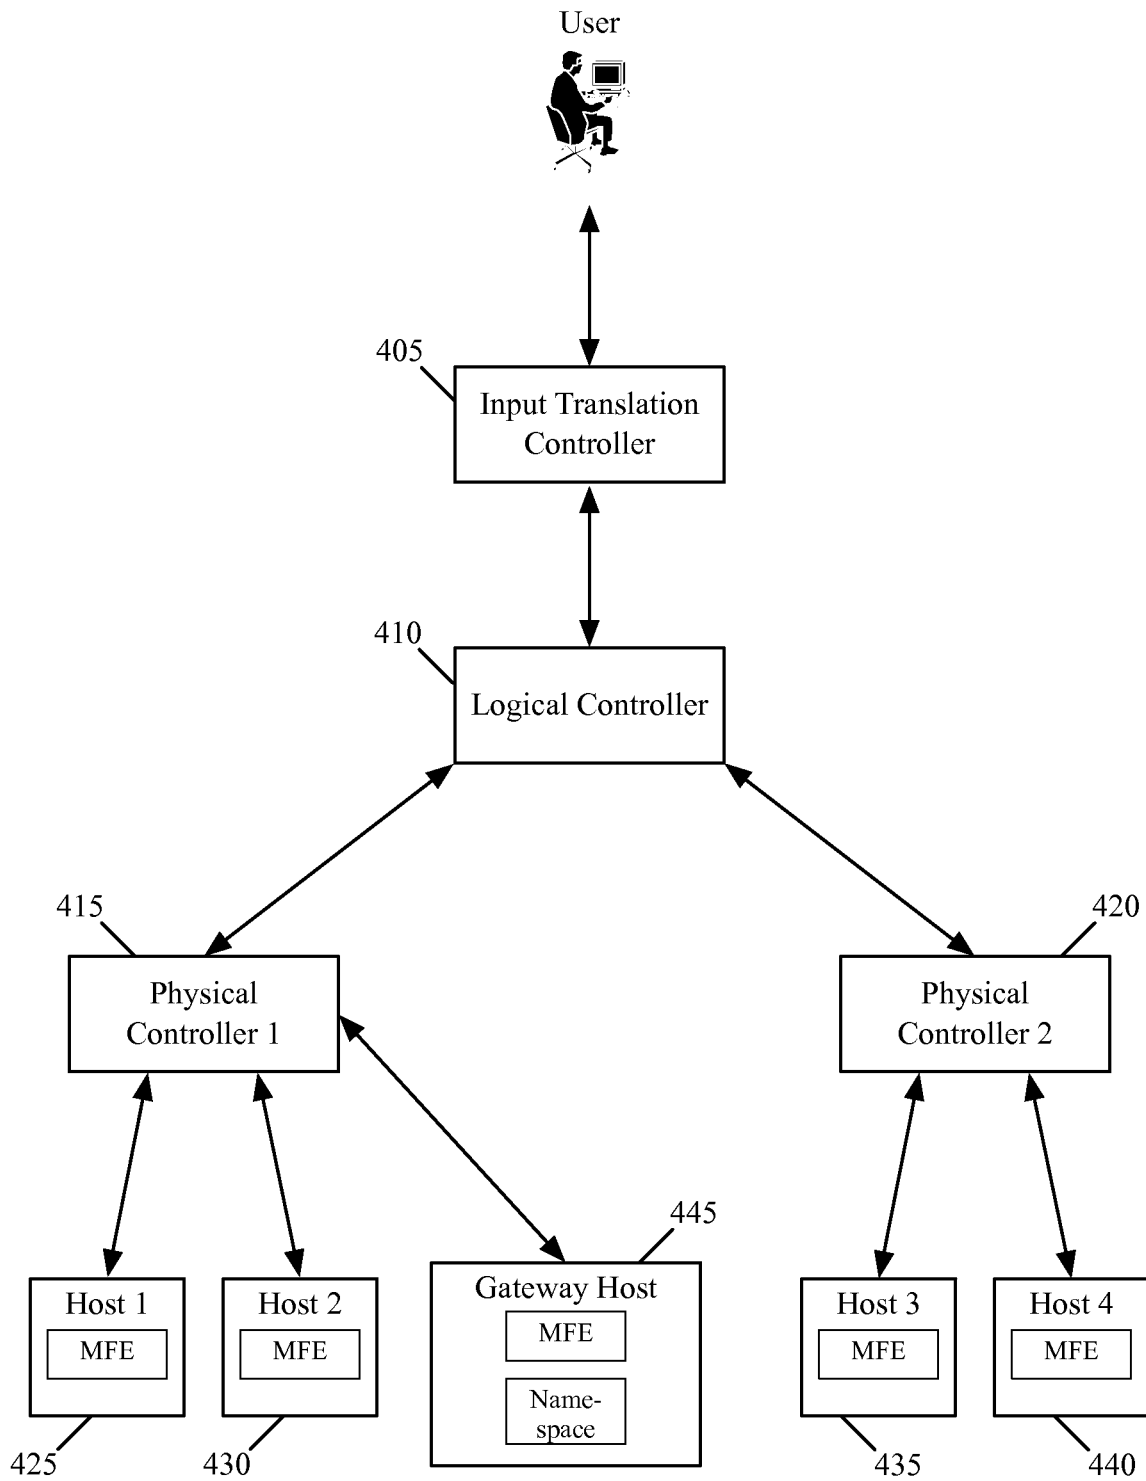 User
405
Input Translation
Controller
410
Logical Controller
415
420
Physical
Controller 1
Physical
Controller 2
445
Host 1
MFE
Host 2
MFE
Gateway Host
MFE
Name-
space
Host 3
MFE
Host 4
MFE
425
430
435
440